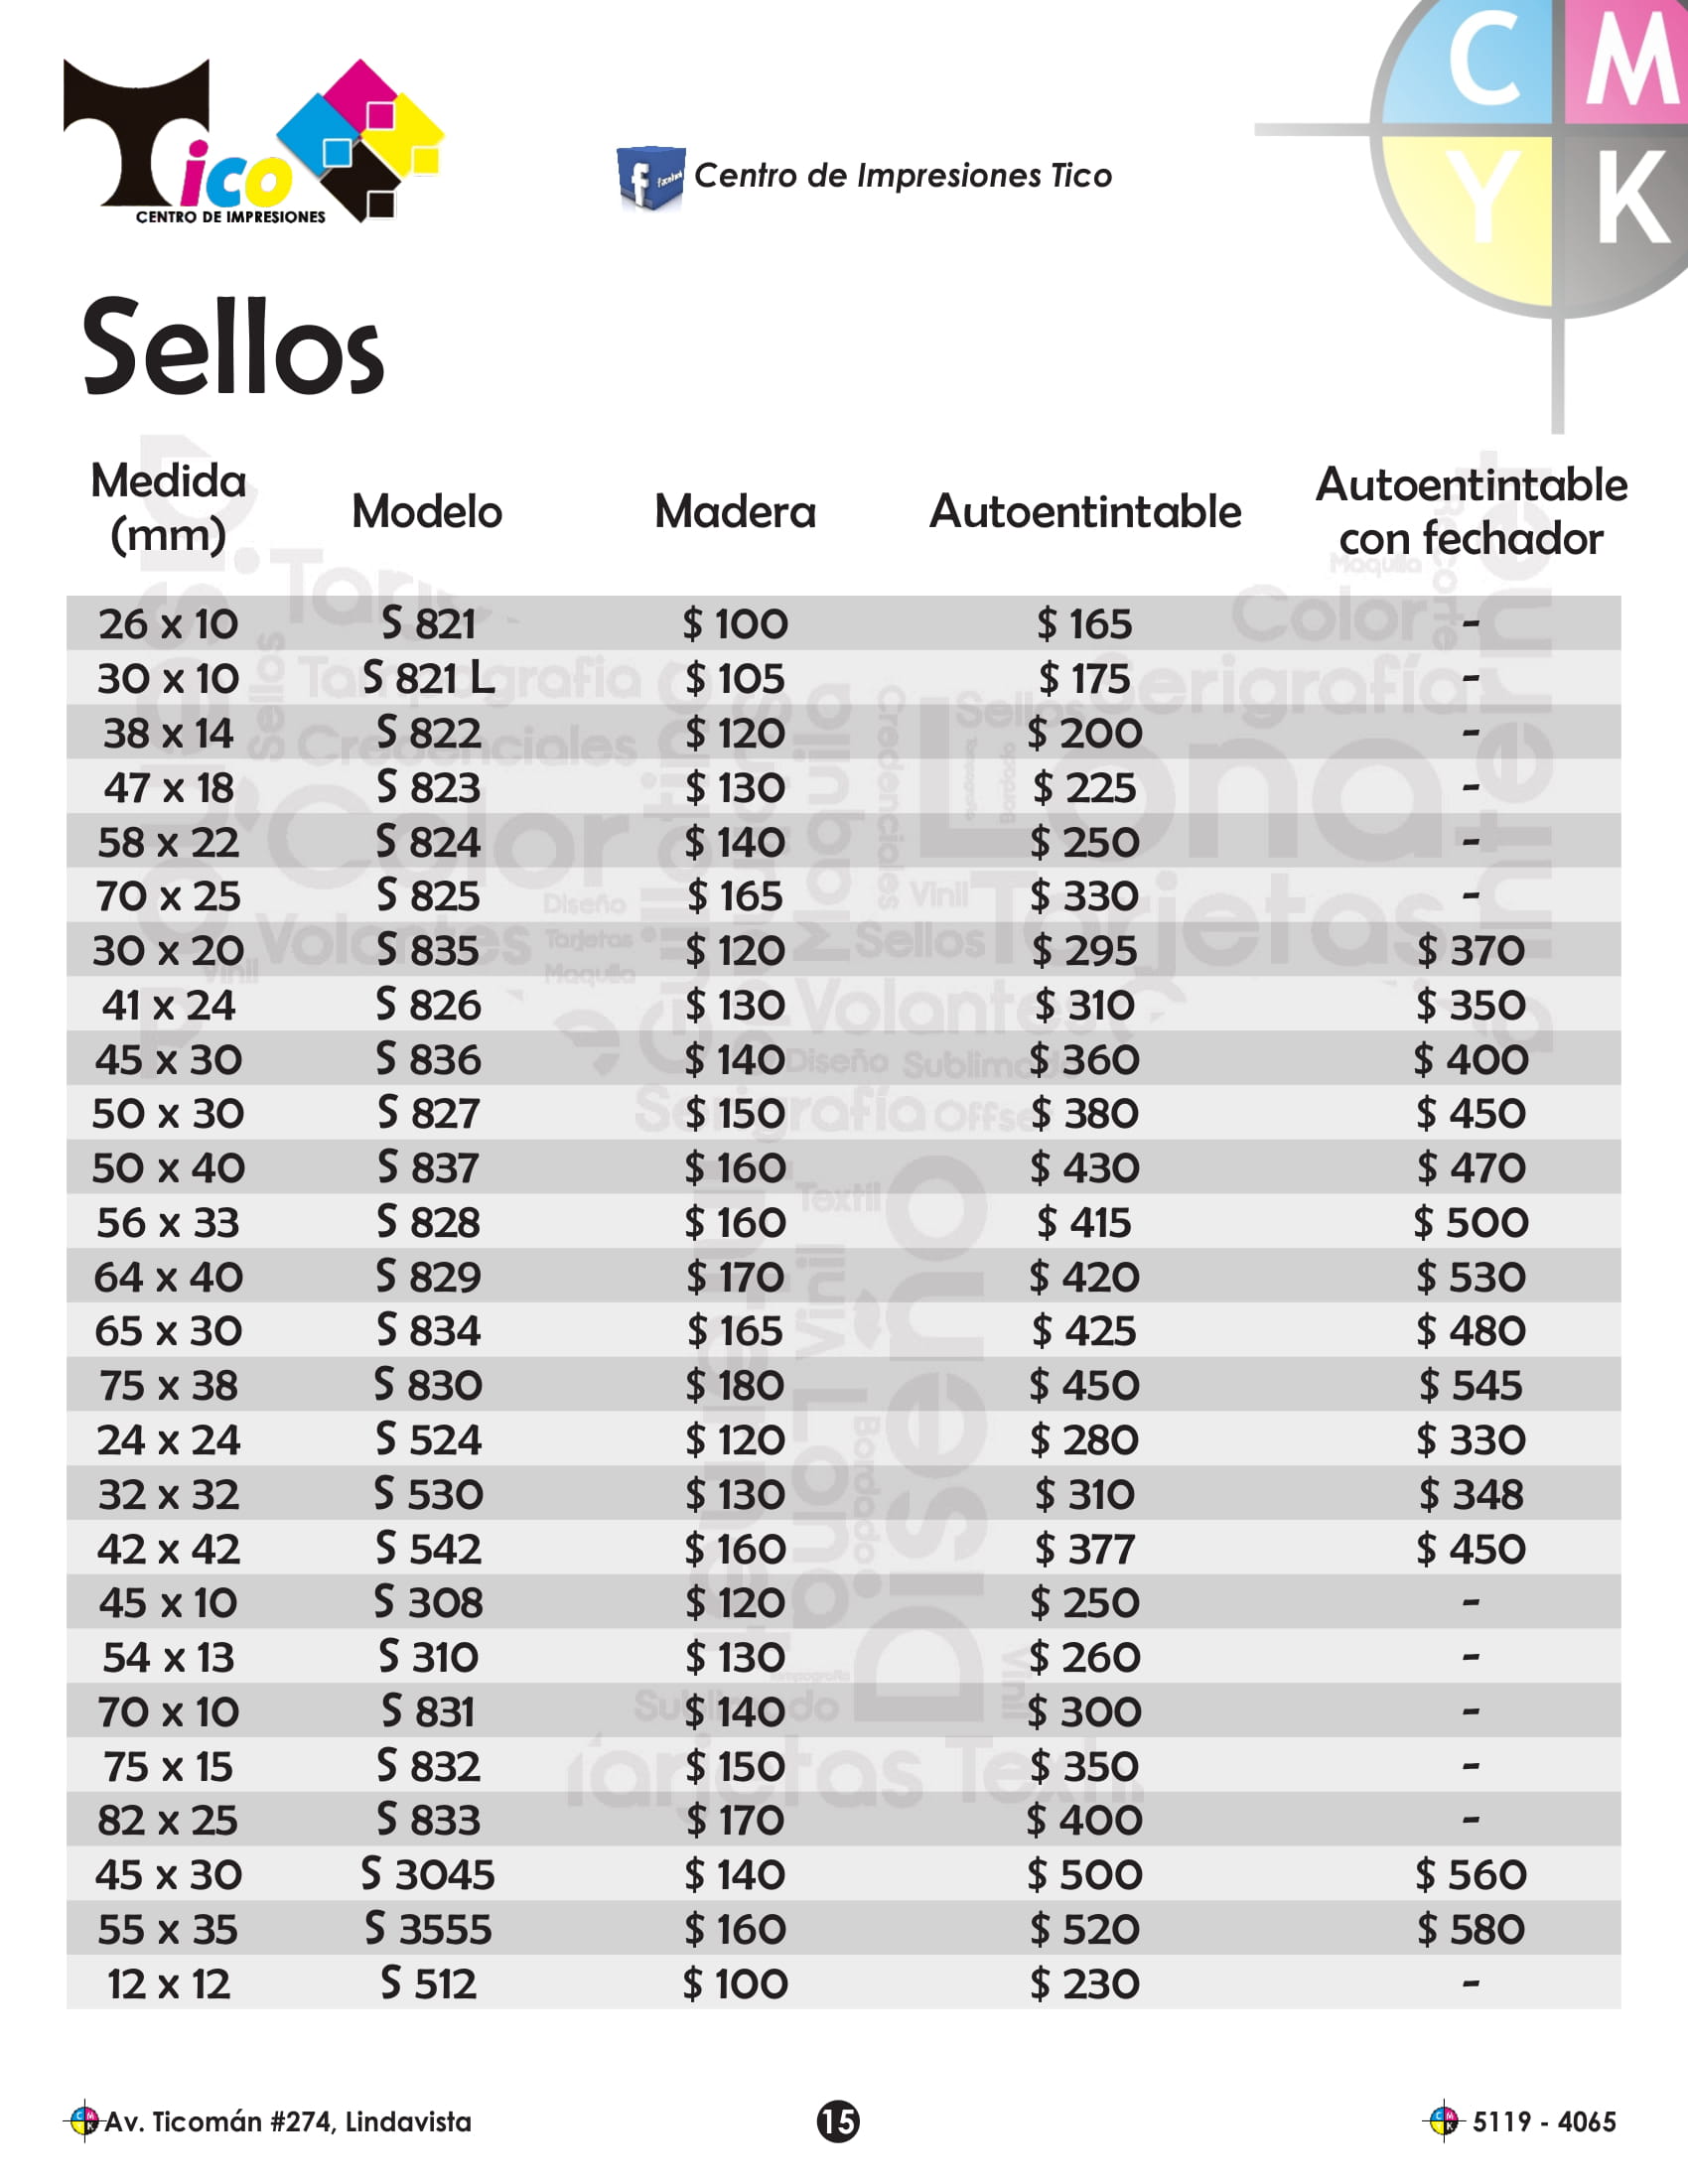 Tico
CENTRO DE IMPRESIONES
facebook
Centro de Impresiones Tico
C M
Y K
Sellos
Medida (mm) Modelo Madera Autoentintable Autoentintable con fechador
26 x 10 S 821 $ 100 $ 165 -
30 x 10 S 821 L $ 105 $ 175 -
38 x 14 S 822 $ 120 $ 200 -
47 x 18 S 823 $ 130 $ 225 -
58 x 22 S 824 $ 140 $ 250 -
70 x 25 S 825 $ 165 $ 330 -
30 x 20 S 835 $ 120 $ 295 $ 370
41 x 24 S 826 $ 130 $ 310 $ 350
45 x 30 S 836 $ 140 $ 360 $ 400
50 x 30 S 827 $ 150 $ 380 $ 450
50 x 40 S 837 $ 160 $ 430 $ 470
56 x 33 S 828 $ 160 $ 415 $ 500
64 x 40 S 829 $ 170 $ 420 $ 530
65 x 30 S 834 $ 165 $ 425 $ 480
75 x 38 S 830 $ 180 $ 450 $ 545
24 x 24 S 524 $ 120 $ 280 $ 330
32 x 32 S 530 $ 130 $ 310 $ 348
42 x 42 S 542 $ 160 $ 377 $ 450
45 x 10 S 308 $ 120 $ 250 -
54 x 13 S 310 $ 130 $ 260 -
70 x 10 S 831 $ 140 $ 300 -
75 x 15 S 832 $ 150 $ 350 -
82 x 25 S 833 $ 170 $ 400 -
45 x 30 S 3045 $ 140 $ 500 $ 560
55 x 35 S 3555 $ 160 $ 520 $ 580
12 x 12 S 512 $ 100 $ 230 -
Av. Ticomán #274, Lindavista
15
5119 - 4065